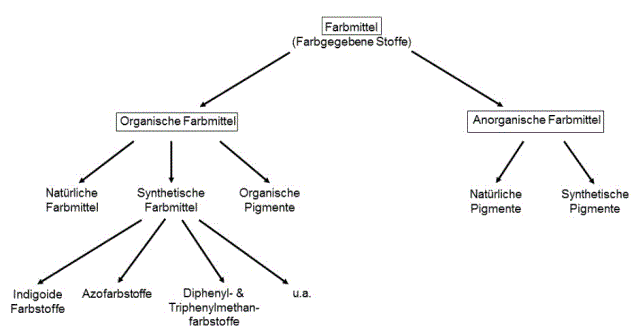 Farbmittel
(Farbgegebene Stoffe)
Organische Farbmittel
Anorganische Farbmittel
Natürliche
Farbmittel
Synthetische
Farbmittel
Organische
Pigmente
Natürliche
Pigmente
Synthetische
Pigmente
Indigoide
Farbstoffe
Azofarbstoffe
Diphenyl- &
Triphenylmethan-
farbstoffe
u.a.